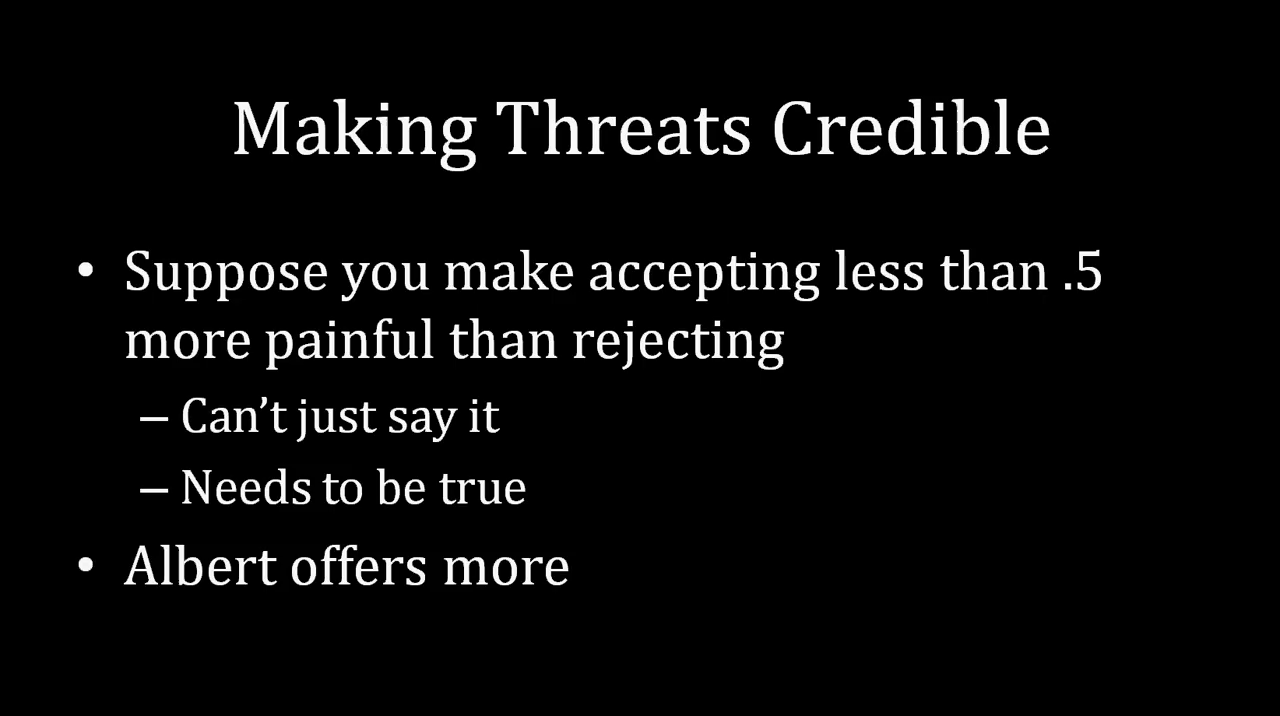 Making Threats Credible
• Suppose you make accepting less than .5
more painful than rejecting
– Can’t just say it
– Needs to be true
• Albert offers more